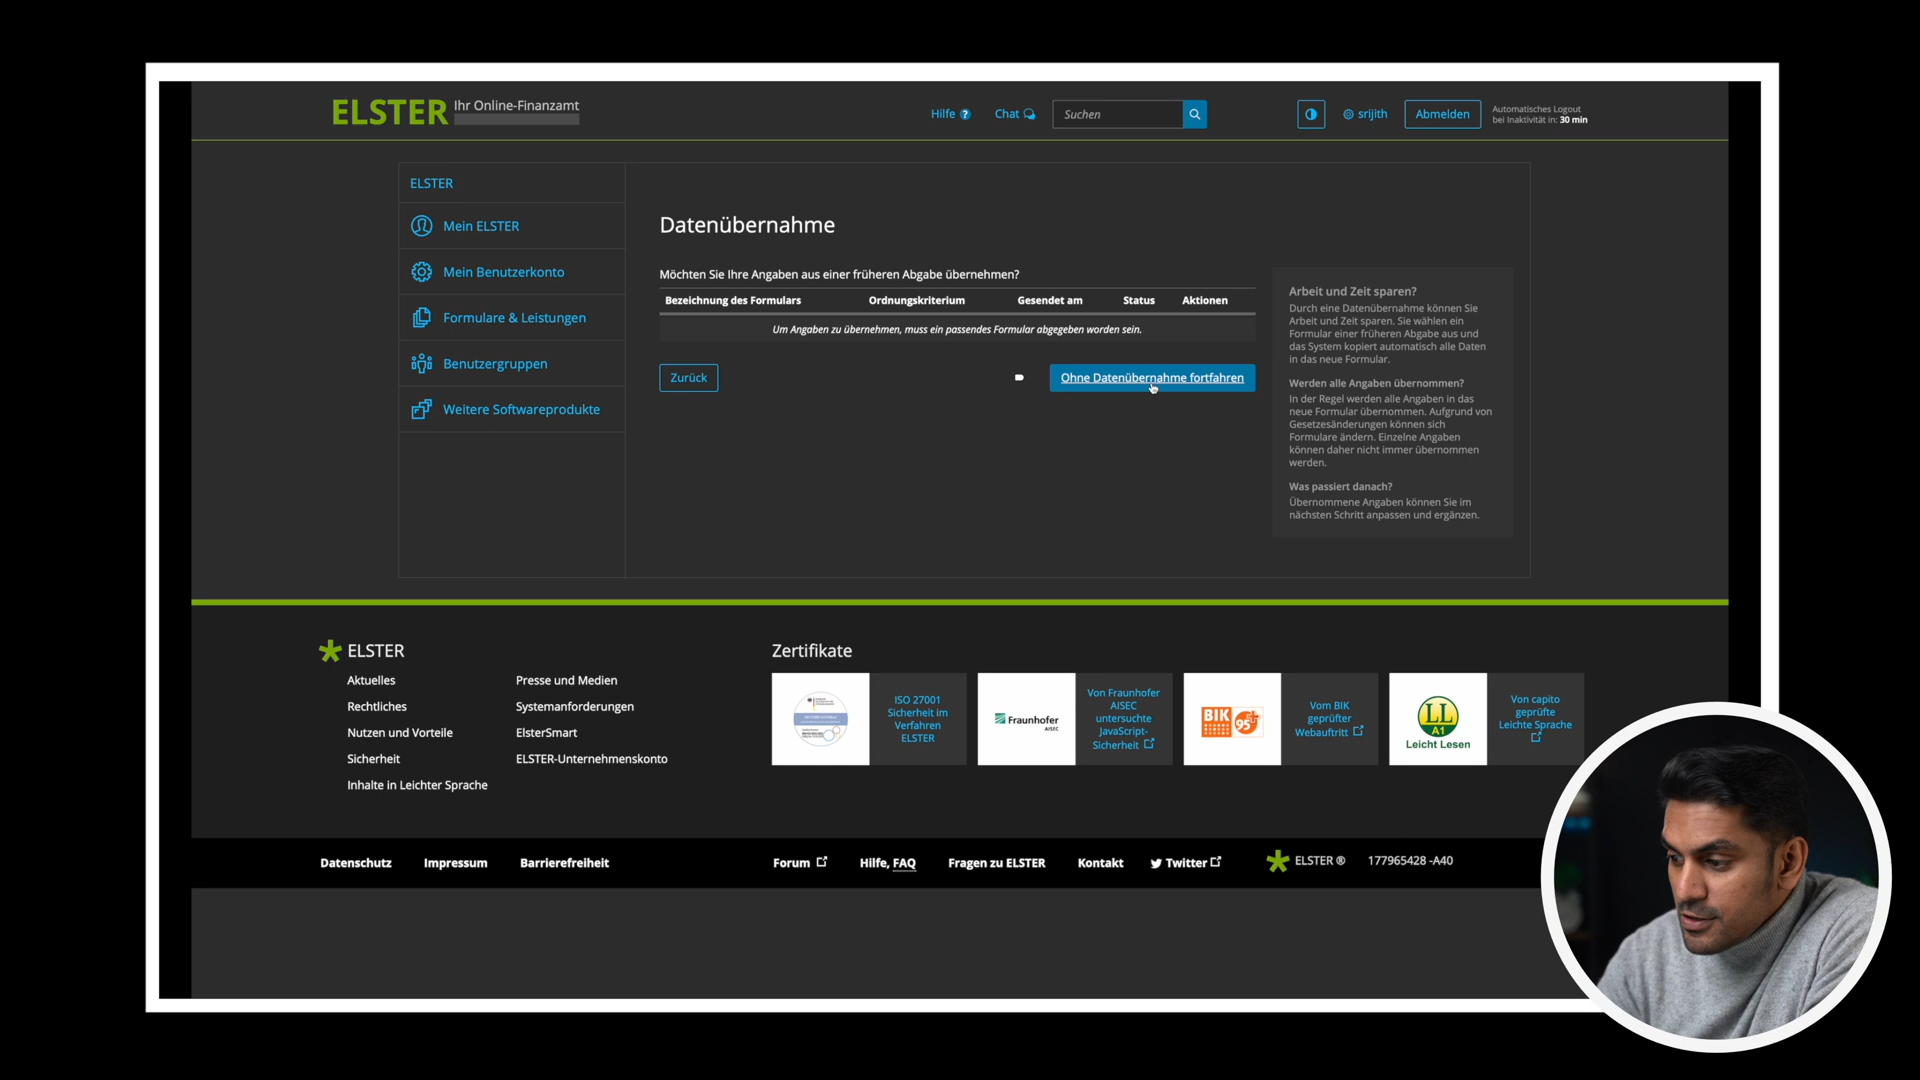 ELSTER Ihr Online-Finanzamt
Hilfe ?
Chat
Suchen
srijith
Abmelden
Automatisches Logout
bei Inaktivität in: 30 min
ELSTER
Mein ELSTER
Mein Benutzerkonto
Formulare & Leistungen
Benutzergruppen
Weitere Softwareprodukte
Datenübernahme
Möchten Sie Ihre Angaben aus einer früheren Abgabe übernehmen?
Bezeichnung des Formulars Ordnungskriterium Gesendet am Status Aktionen
Um Angaben zu übernehmen, muss ein passendes Formular abgegeben worden sein.
Zurück
Ohne Datenübernahme fortfahren
Arbeit und Zeit sparen?
Durch eine Datenübernahme können Sie
Arbeit und Zeit sparen. Sie wählen ein
Formular einer früheren Abgabe aus und
das System kopiert automatisch alle Daten
in das neue Formular.
Werden alle Angaben übernommen?
In der Regel werden alle Angaben in das
neue Formular übernommen. Aufgrund von
Gesetzesänderungen können sich
Formulare ändern. Einzelne Angaben
können daher nicht immer übernommen
werden.
Was passiert danach?
Übernommene Angaben können Sie im
nächsten Schritt anpassen und ergänzen.
ELSTER
Aktuelles
Rechtliches
Nutzen und Vorteile
Sicherheit
Inhalte in Leichter Sprache
Presse und Medien
Systemanforderungen
ElsterSmart
ELSTER-Unternehmenskonto
Zertifikate
ISO 27001
Sicherheit im
Verfahren
ELSTER
Fraunhofer
AISEC
Von Fraunhofer
AISEC
untersuchte
JavaScript-
Sicherheit
BIK
95+
Vom BIK
geprüfter
Webauftritt
LL
A1
Leicht Lesen
Von capito
geprüfte
Leichte Sprache
Datenschutz
Impressum
Barrierefreiheit
Forum
Hilfe, FAQ
Fragen zu ELSTER
Kontakt
Twitter
ELSTER ®
177965428 -A40